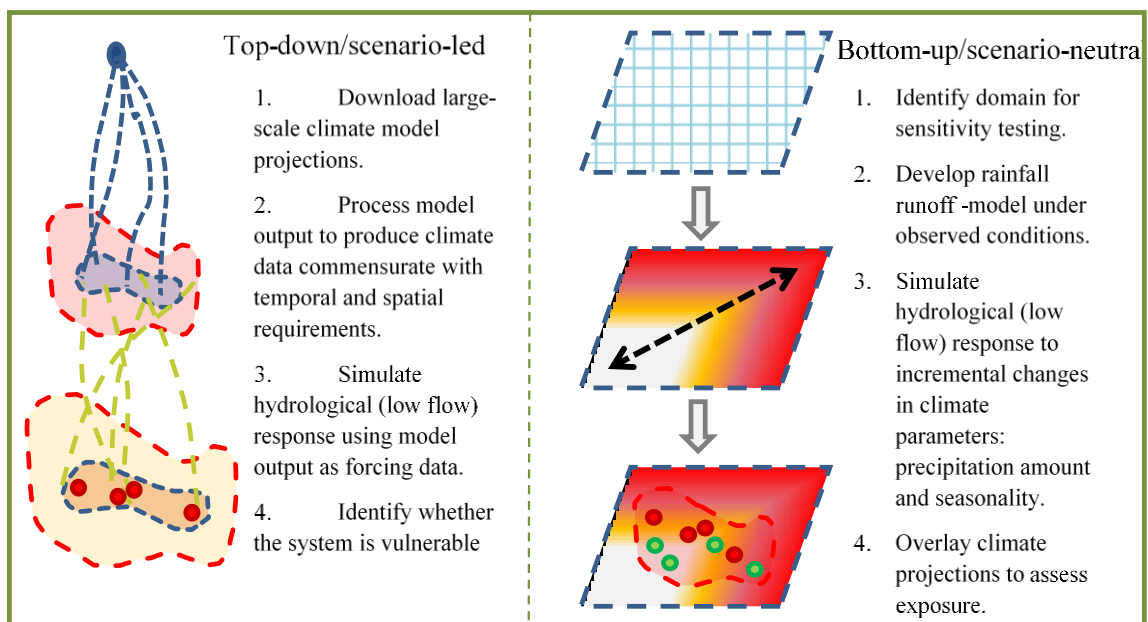 Top-down/scenario-led
1. Download large-
scale climate model
projections.
2. Process model
output to produce climate
data commensurate with
temporal and spatial
requirements.
3. Simulate
hydrological (low flow)
response using model
output as forcing data.
4. Identify whether
the system is vulnerable
Bottom-up/scenario-neutra
1. Identify domain for
sensitivity testing.
2. Develop rainfall
runoff -model under
observed conditions.
3. Simulate
hydrological (low
flow) response to
incremental changes
in climate
parameters:
precipitation amount
and seasonality.
4. Overlay climate
projections to assess
exposure.